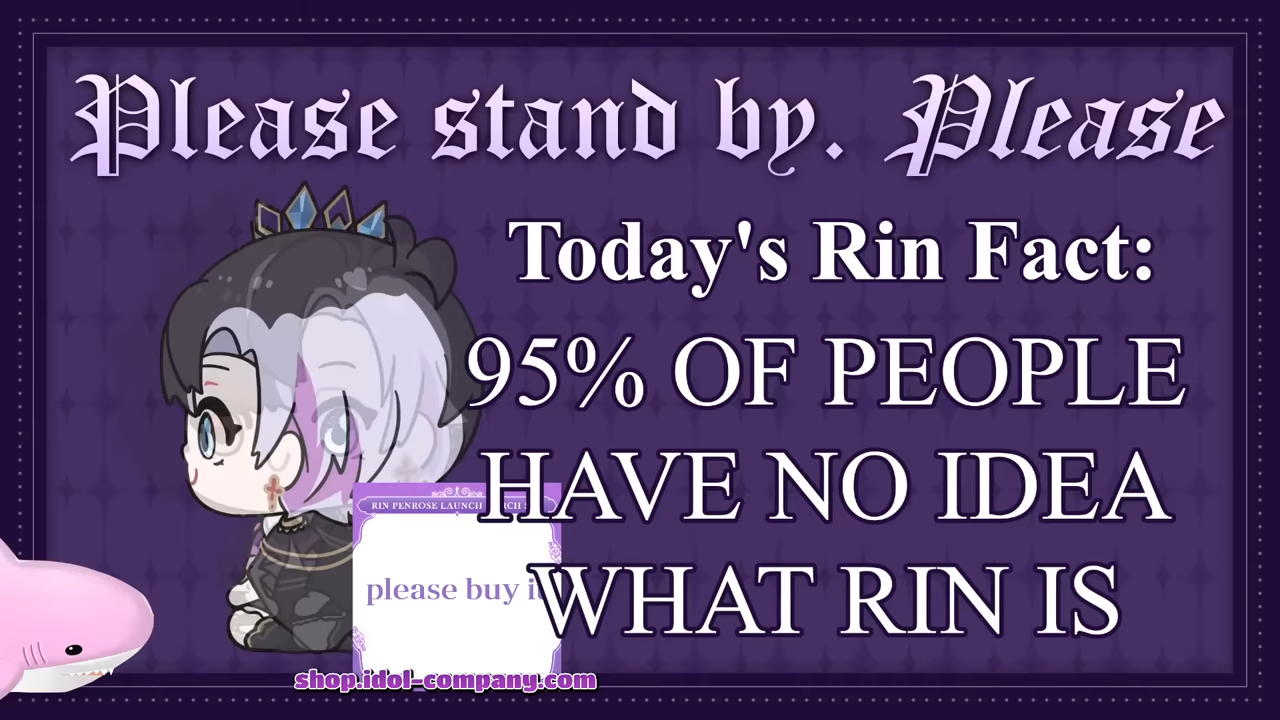 Please stand by. Please
Today's Rin Fact:
95% OF PEOPLE
HAVE NO IDEA
WHAT RIN IS
RIN PENROSE LAUNCH
please buy it
shop.idol-company.com